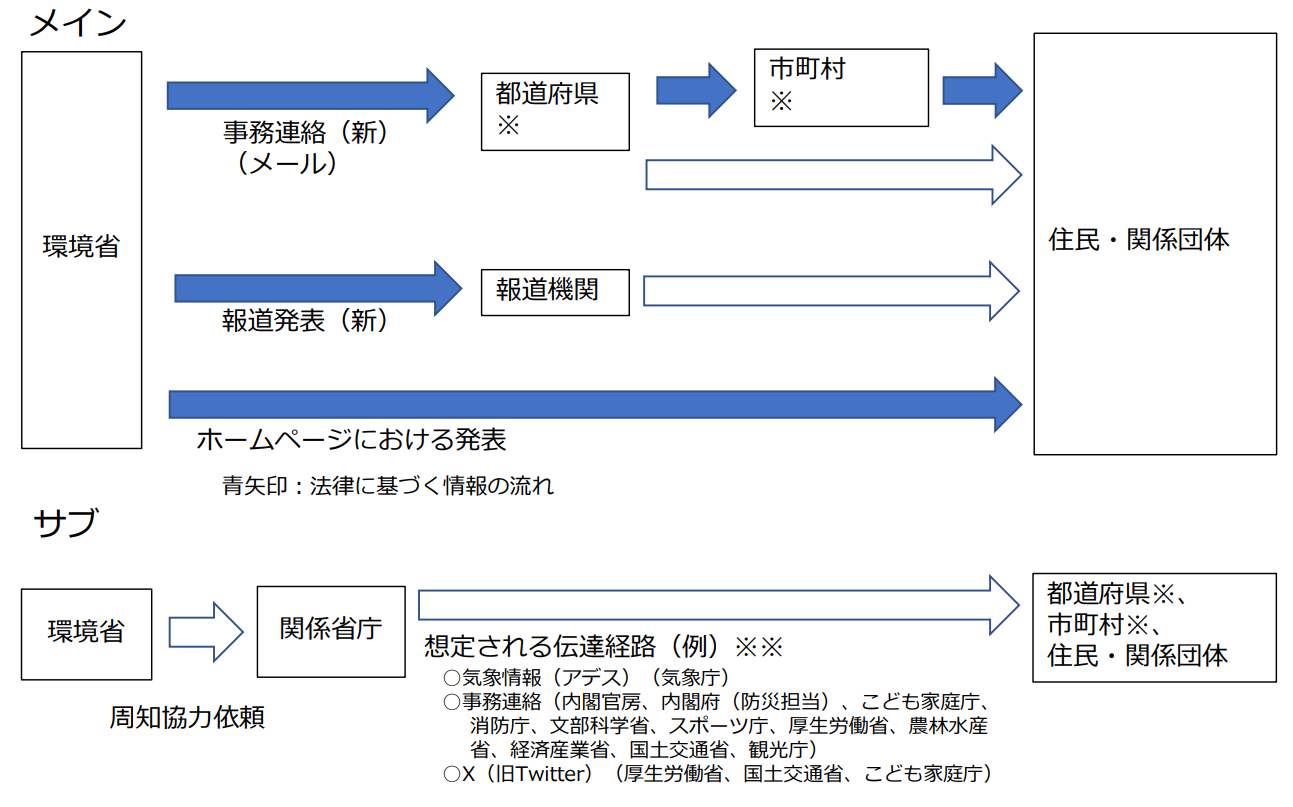 メイン
環境省
事務連絡（新）
（メール）
都道府県
※
市町村
※
住民・関係団体
報道発表（新）
報道機関
ホームページにおける発表
青矢印：法律に基づく情報の流れ
サブ
環境省
周知協力依頼
関係省庁
想定される伝達経路（例）※※
○気象情報（アデス）（気象庁）
○事務連絡（内閣官房、内閣府（防災担当）、こども家庭庁、
消防庁、文部科学省、スポーツ庁、厚生労働省、農林水産
省、経済産業省、国土交通省、観光庁）
○X（旧Twitter）（厚生労働省、国土交通省、こども家庭庁）
都道府県※、
市町村※、
住民・関係団体